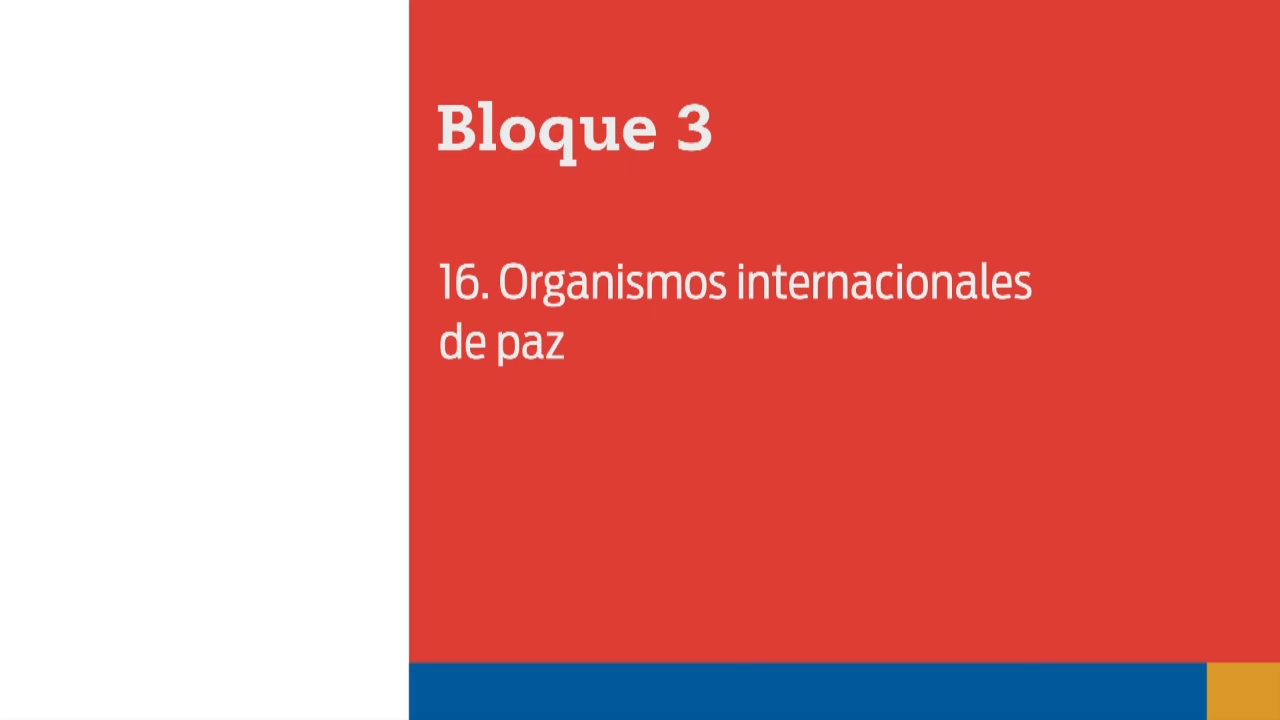 Bloque 3
16. Organismos internacionales
de paz